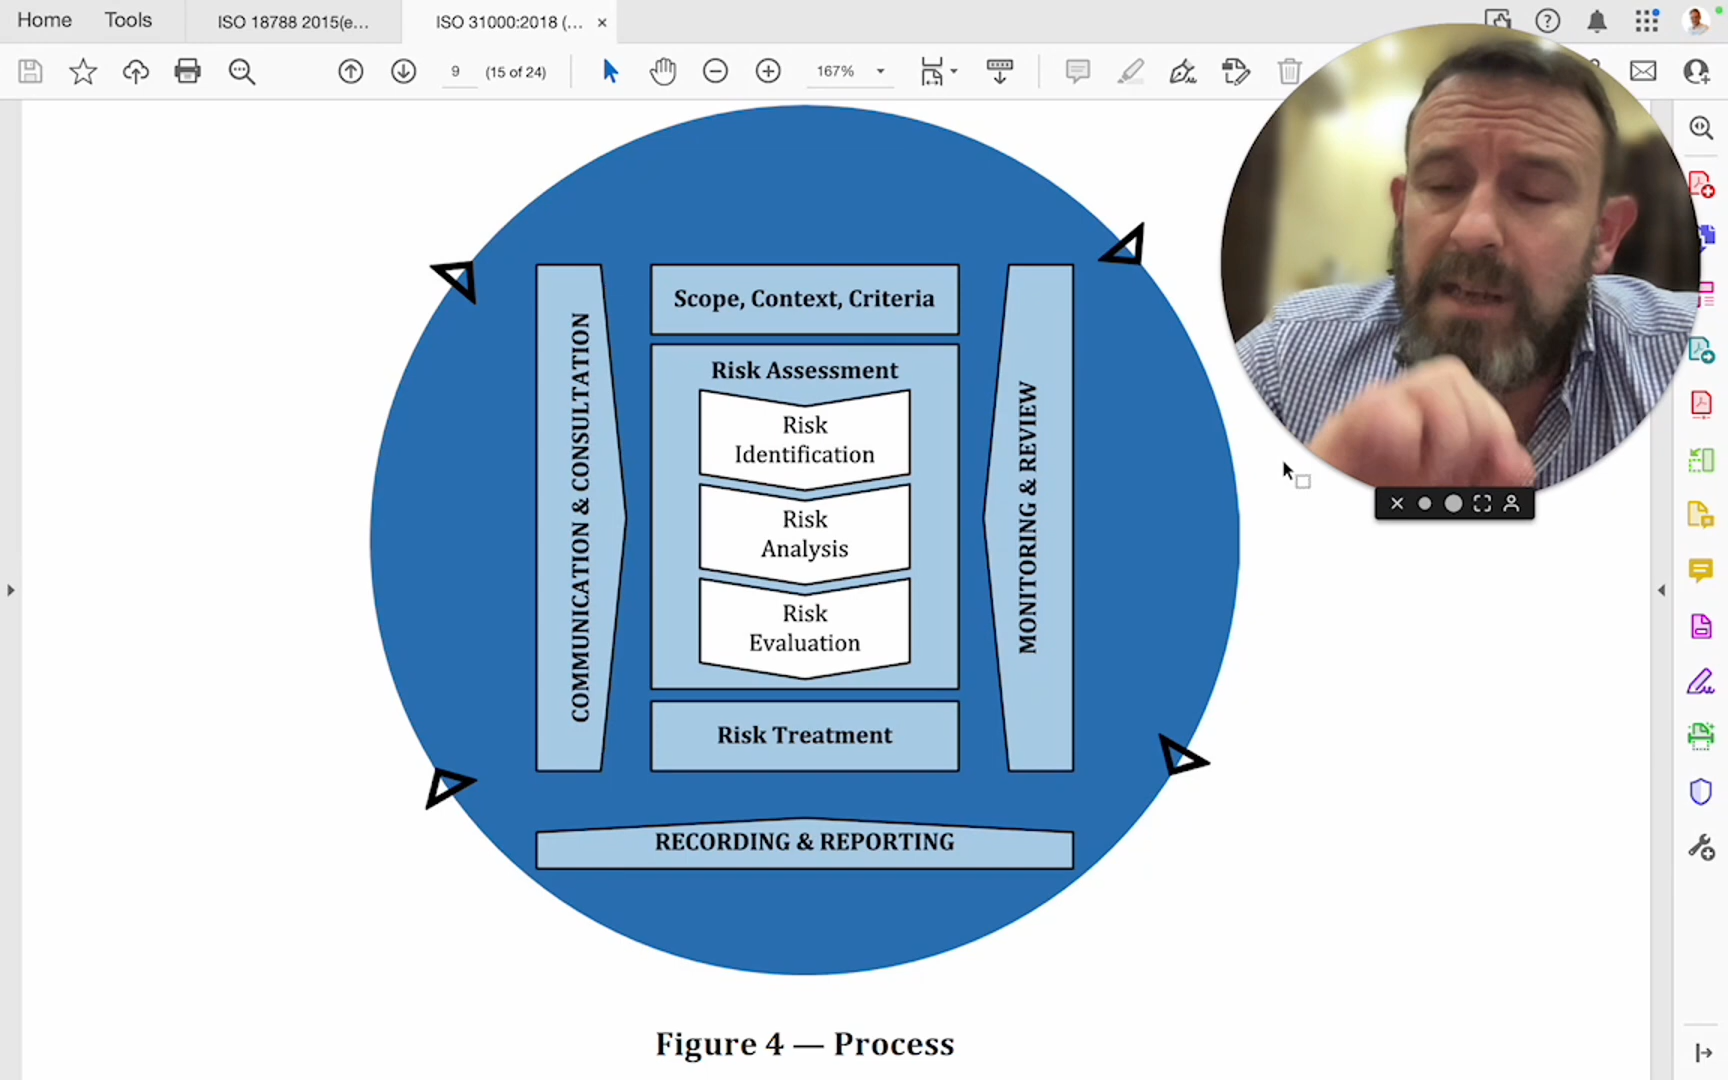 Home
Tools
ISO 18788 2015(e...
ISO 31000:2018 (...
9
(15 of 24)
167%
Scope, Context, Criteria
Risk Assessment
Risk
Identification
Risk
Analysis
Risk
Evaluation
Risk Treatment
COMMUNICATION & CONSULTATION
MONITORING & REVIEW
RECORDING & REPORTING
Figure 4 — Process